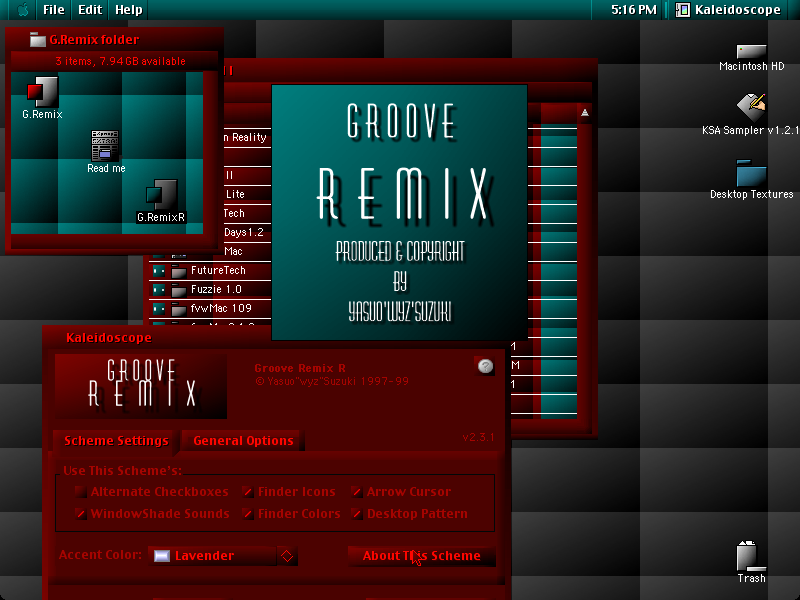 File Edit Help
5:16 PM
Kaleidoscope
G.Remix folder
3 items, 7.94GB available
G.Remix
Read me
G.RemixR
Macintosh HD
KSA Sampler v1.2.1
Desktop Textures
Trash
n Reality
Lite
Tech
Days1.2
Mac
FutureTech
Fuzzie 1.0
fvwMac 109
GROOVE
REMIX
PRODUCED & COPYRIGHT
BY
YASUO'WYZ'SUZUKI
Kaleidoscope
GROOVE
REMIX
Groove Remix R
© Yasuo"wyz"Suzuki 1997-99
Scheme Settings
General Options
v2.3.1
Use This Scheme's:
Alternate Checkboxes
Finder Icons
Arrow Cursor
WindowShade Sounds
Finder Colors
Desktop Pattern
Accent Color:
Lavender
About This Scheme